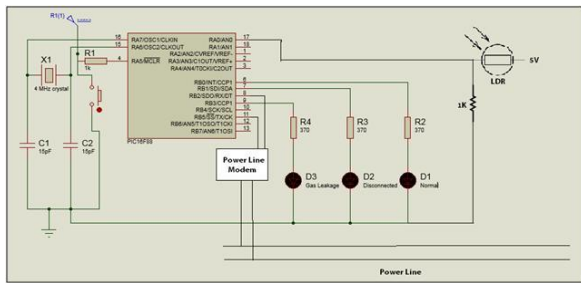 R1(1)
X1
4 MHz crystal
R1
1k
16
15
4
RA7/OSC1/CLKIN
RA6/OSC2/CLKOUT
RA5/MCLR
RA0/AN0
RA1/AN1
RA2/AN2/CVREF/VREF-
RA3/AN3/C1OUT/VREF+
RA4/AN4/T0CKI/C2OUT
RB0/INT/CCP1
RB1/SDI/SDA
RB2/SDO/RX/DT
RB3/CCP1
RB4/SCK/SCL
RB5/SS/TX/CK
RB6/AN5/T1OSO/T1CKI
RB7/AN6/T1OSI
17
18
1
2
3
6
7
8
9
10
11
12
13
PIC16F88
C1
15pF
C2
15pF
Power Line
Modem
R4
370
R3
370
R2
370
D3
Gas Leakage
D2
Disconnected
D1
Normal
1K
LDR
5V
Power Line